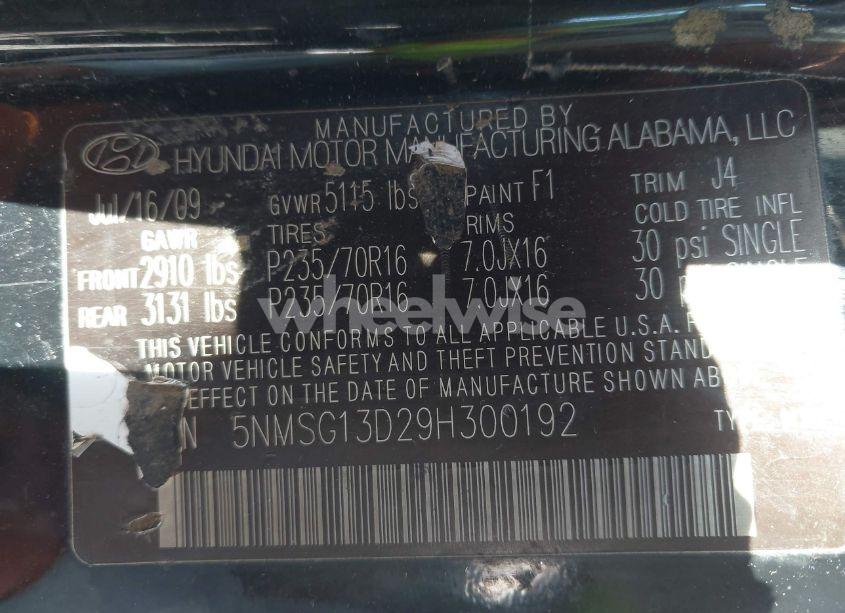 MANUFACTURED BY
HYUNDAI MOTOR MANUFACTURING ALABAMA, LLC
Jul/16/09 GVWR 5115 lbs PAINT F1 TRIM J4
GAWR TIRES RIMS COLD TIRE INFL
FRONT 2910 lbs P235/70R16 7.0JX16 30 psi SINGLE
REAR 3131 lbs P235/70R16 7.0JX16 30 SINGLE
wheelwise
THIS VEHICLE CONFORMS TO ALL APPLICABLE U.S.A.
MOTOR VEHICLE SAFETY AND THEFT PREVENTION STAND
EFFECT ON THE DATE OF MANUFACTURE SHOWN AB
N 5NMSG13D29H300192